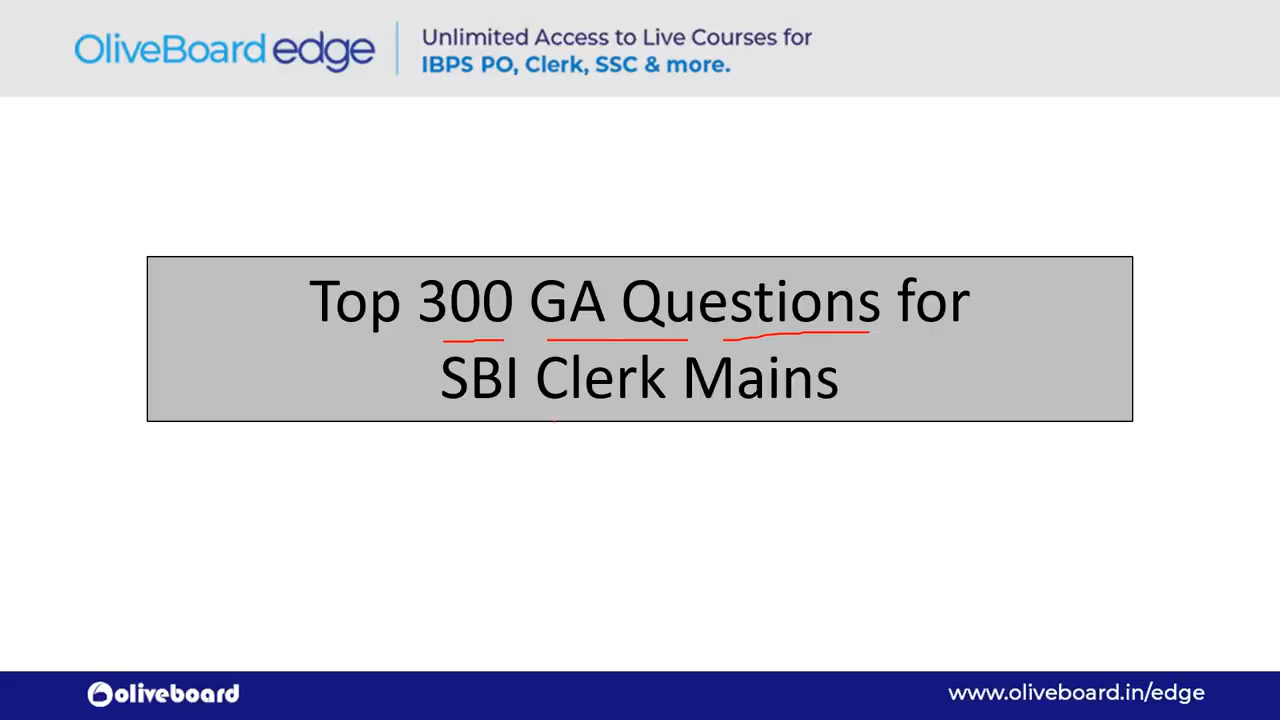 OliveBoard edge
Unlimited Access to Live Courses for
IBPS PO, Clerk, SSC & more.
Top 300 GA Questions for
SBI Clerk Mains
oliveboard
www.oliveboard.in/edge